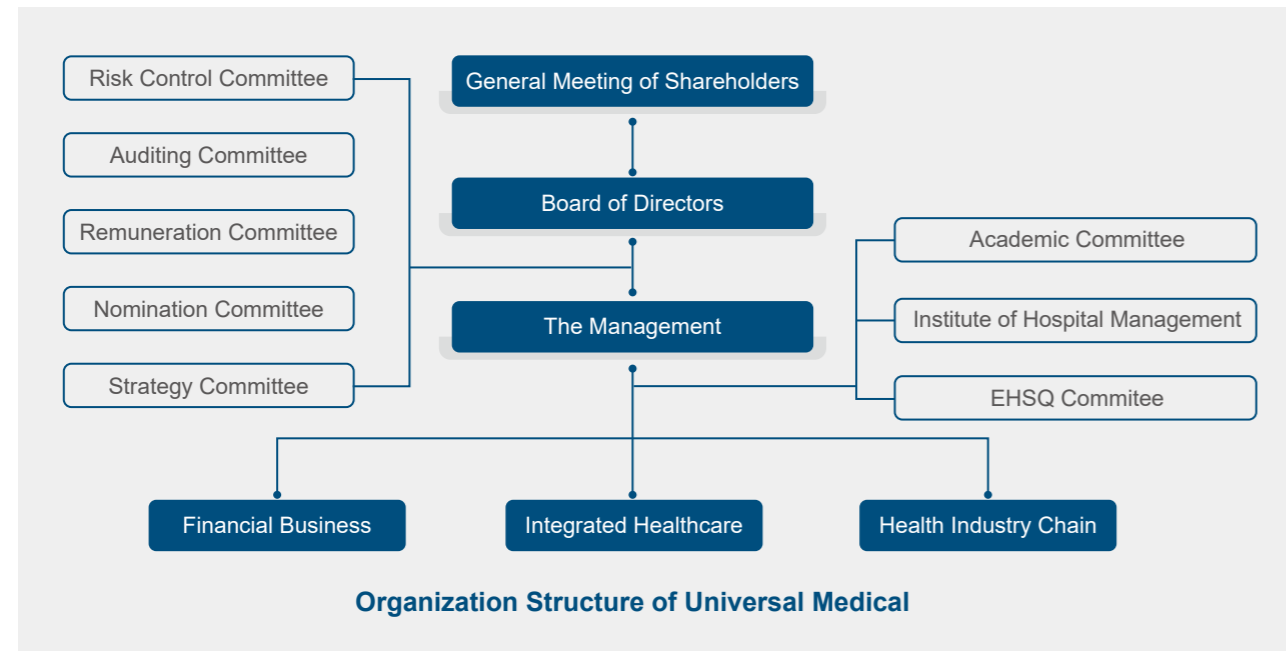 General Meeting of Shareholders
Board of Directors
The Management
Risk Control Committee
Auditing Committee
Remuneration Committee
Nomination Committee
Strategy Committee
Academic Committee
Institute of Hospital Management
EHSQ Commitee
Financial Business
Integrated Healthcare
Health Industry Chain
Organization Structure of Universal Medical